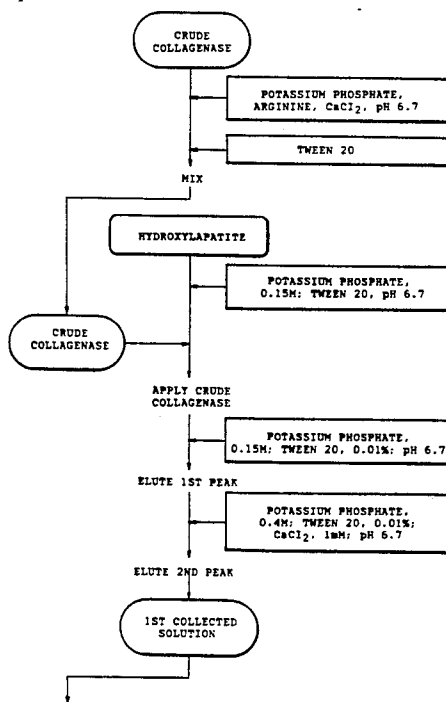 CRUDE
COLLAGENASE
POTASSIUM PHOSPHATE,
ARGININE, CaCl2, pH 6.7
TWEEN 20
MIX
HYDROXYLAPATITE
POTASSIUM PHOSPHATE,
0.15M; TWEEN 20, pH 6.7
CRUDE
COLLAGENASE
APPLY CRUDE
COLLAGENASE
POTASSIUM PHOSPHATE,
0.15M; TWEEN 20, 0.01%; pH 6.7
ELUTE 1ST PEAK
POTASSIUM PHOSPHATE,
0.4M; TWEEN 20, 0.01%;
CaCl2, 1mM; pH 6.7
ELUTE 2ND PEAK
1ST COLLECTED
SOLUTION